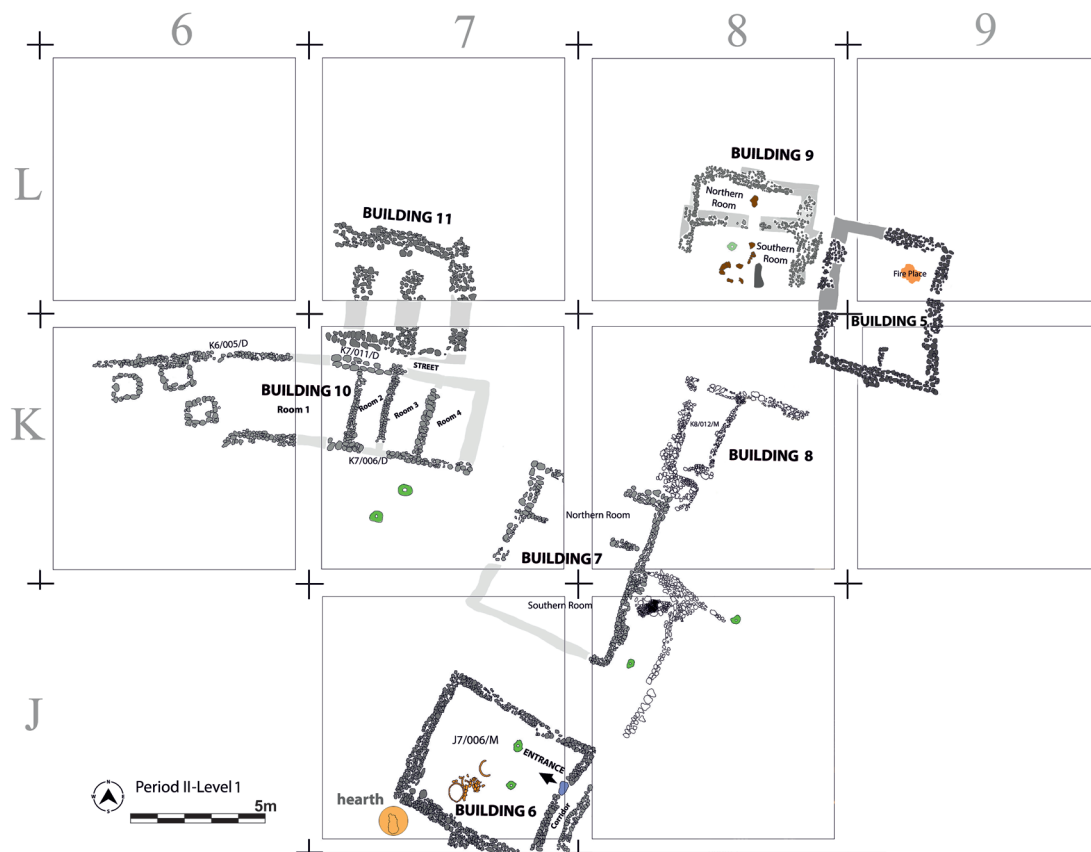 6
7
8
9
L
K
J
BUILDING 9
Northern
Room
Southern
Room
BUILDING 11
Fire Place
BUILDING 5
K6/005/D
K7/011/D
STREET
BUILDING 10
Room 1
Room 2
Room 3
Room 4
K7/006/D
K8/012/M
BUILDING 8
Northern Room
BUILDING 7
Southern Room
J7/006/M
ENTRANCE
BUILDING 6
Corridor
hearth
N
W
E
S
Period II-Level 1
5m